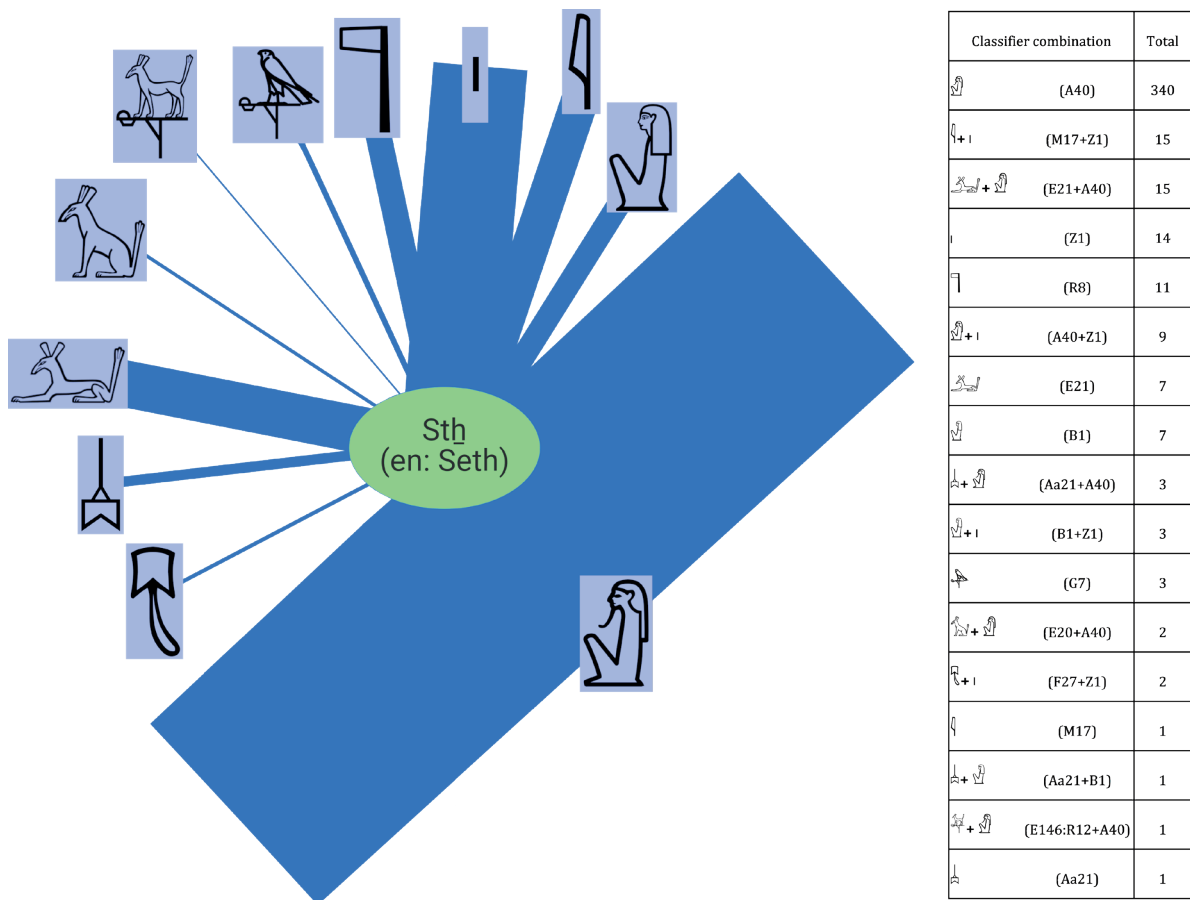 Stẖ
(en: Seth)
Classifier combination Total
𓀭 (A40) 340
𓇋+𓏤 (M17+Z1) 15
𓃫+𓀭 (E21+A40) 15
𓏤 (Z1) 14
𓊹 (R8) 11
𓀭+𓏤 (A40+Z1) 9
𓃫 (E21) 7
𓁐 (B1) 7
𓐩+𓀭 (Aa21+A40) 3
𓁐+𓏤 (B1+Z1) 3
𓅆 (G7) 3
𓃩+𓀭 (E20+A40) 2
𓄛+𓏤 (F27+Z1) 2
𓇋 (M17) 1
𓐩+𓁐 (Aa21+B1) 1
(E146:R12+A40) 1
𓐩 (Aa21) 1